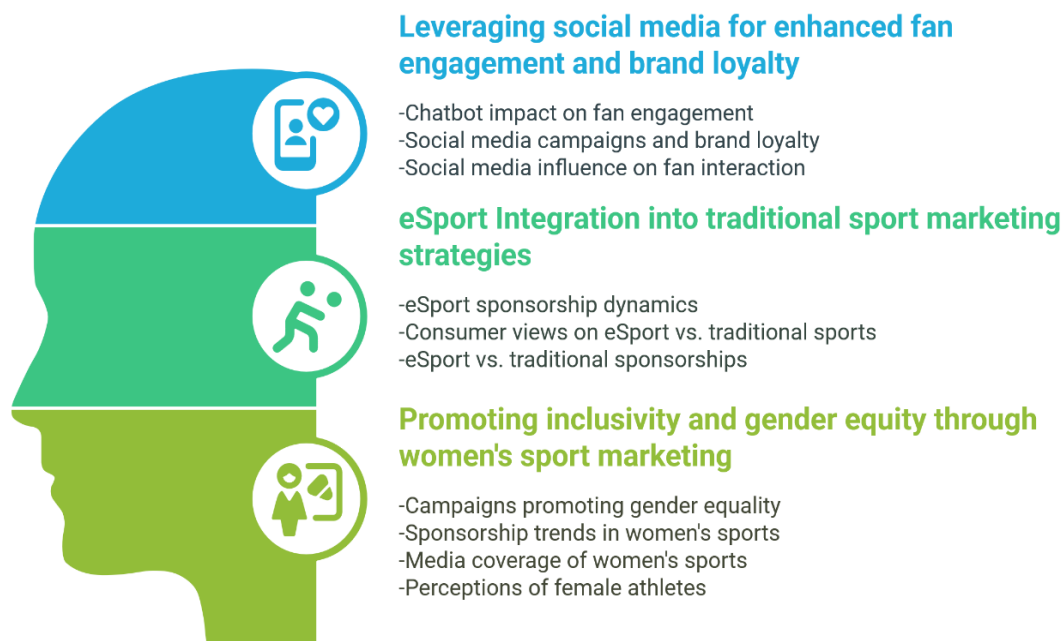 Leveraging social media for enhanced fan
engagement and brand loyalty
-Chatbot impact on fan engagement
-Social media campaigns and brand loyalty
-Social media influence on fan interaction
eSport Integration into traditional sport marketing
strategies
-eSport sponsorship dynamics
-Consumer views on eSport vs. traditional sports
-eSport vs. traditional sponsorships
Promoting inclusivity and gender equity through
women's sport marketing
-Campaigns promoting gender equality
-Sponsorship trends in women's sports
-Media coverage of women's sports
-Perceptions of female athletes